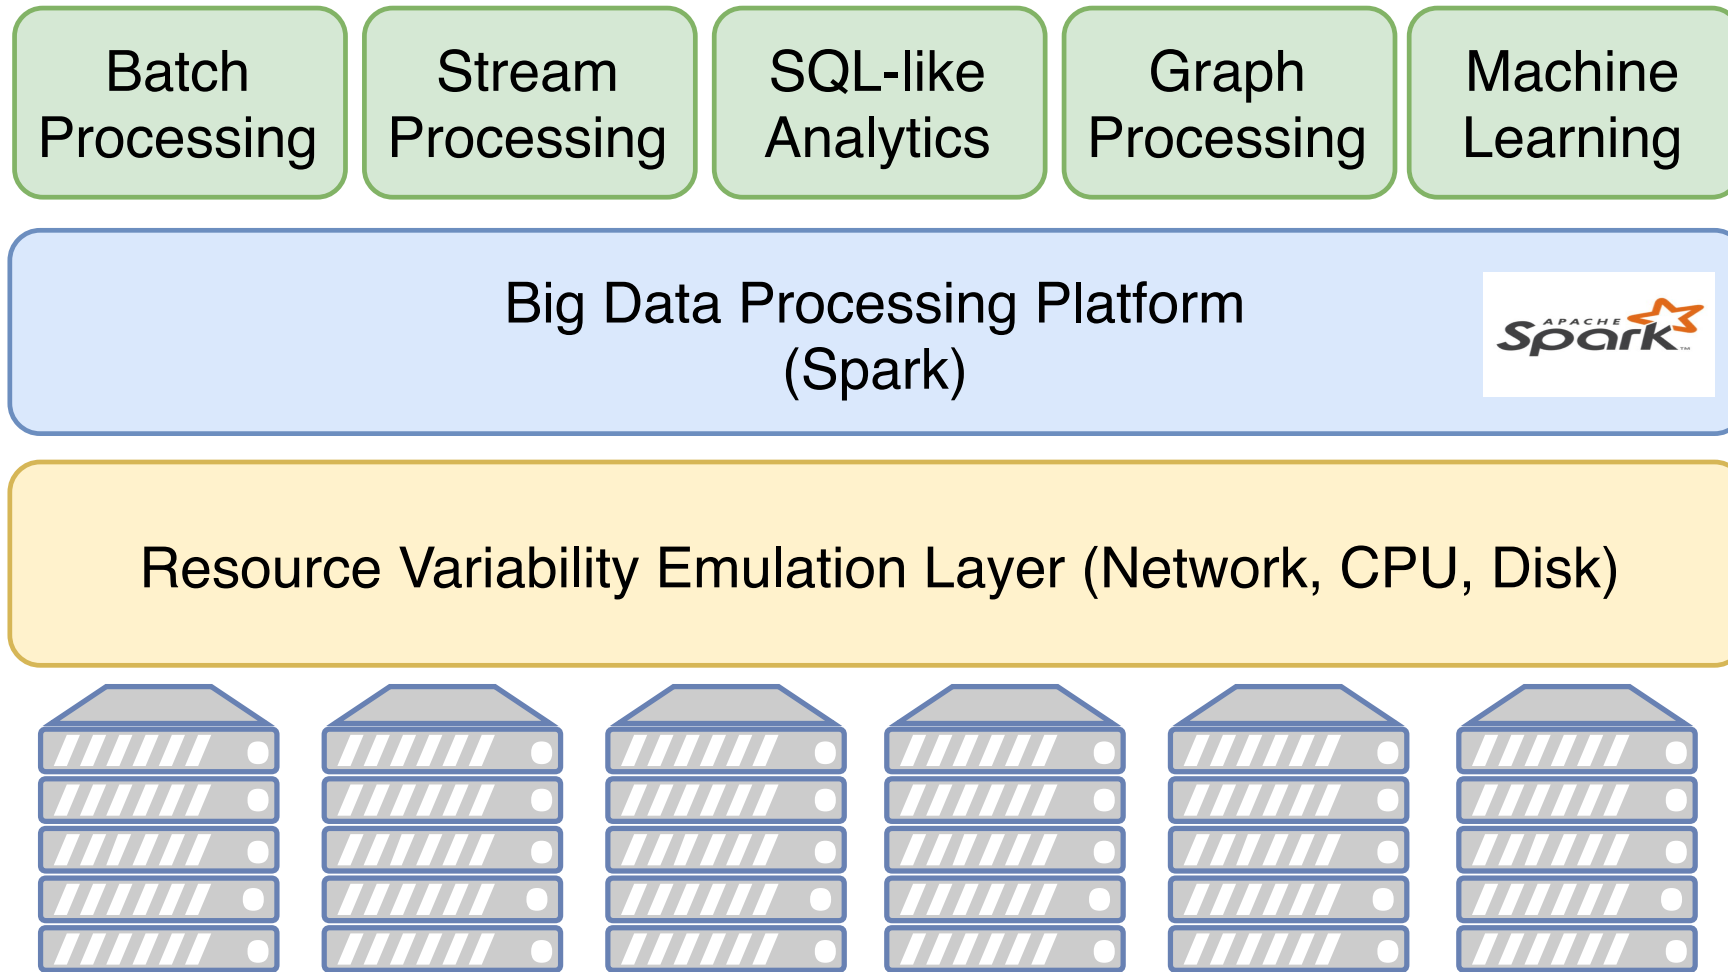 Batch
Processing
Stream
Processing
SQL-like
Analytics
Graph
Processing
Machine
Learning
Big Data Processing Platform
(Spark)
APACHE
Spark™
Resource Variability Emulation Layer (Network, CPU, Disk)